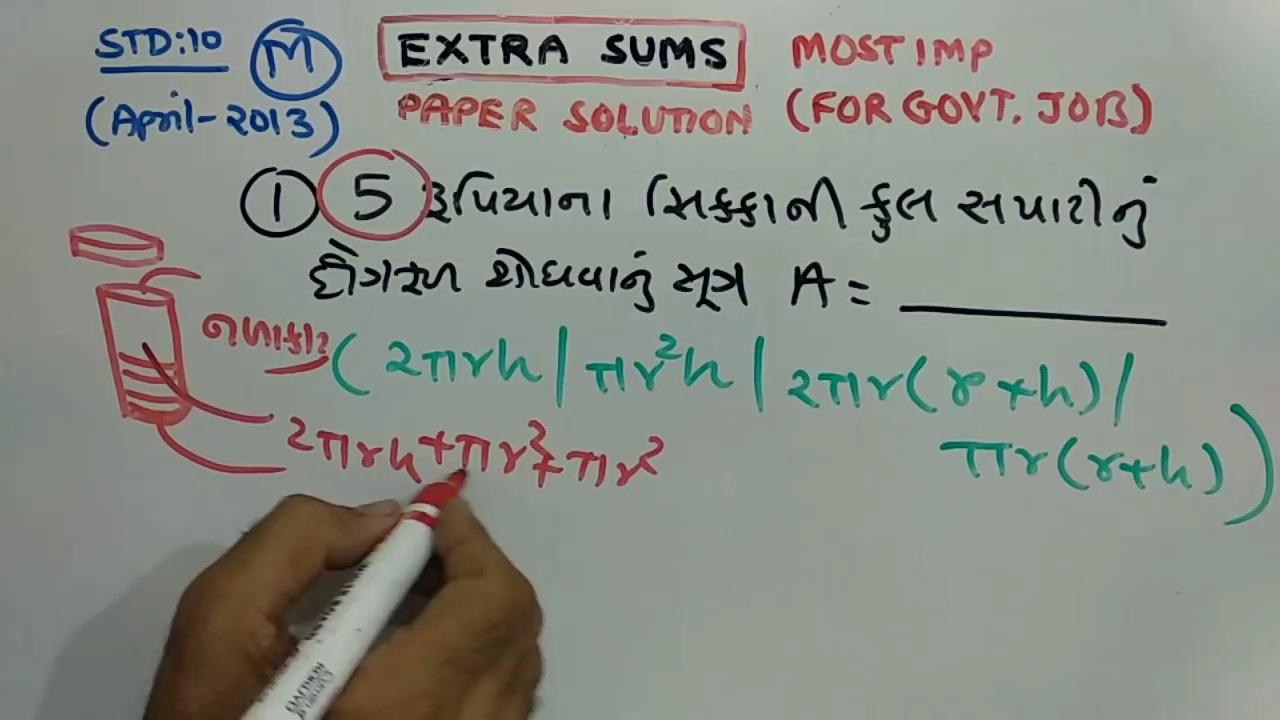 STD:10 M EXTRA SUMS MOST IMP
(April-2013) PAPER SOLUTION (FOR GOVT. JOB)
① 5 રૂપિયાના સિક્કાની કુલ સપાટીનું
ક્ષેત્રફળ શોધવાનું સૂત્ર A = ______
નળાકાર (2πrh | πr²h | 2πr(r+h) |
πr(r+h))
2πrh + πr² + πr²